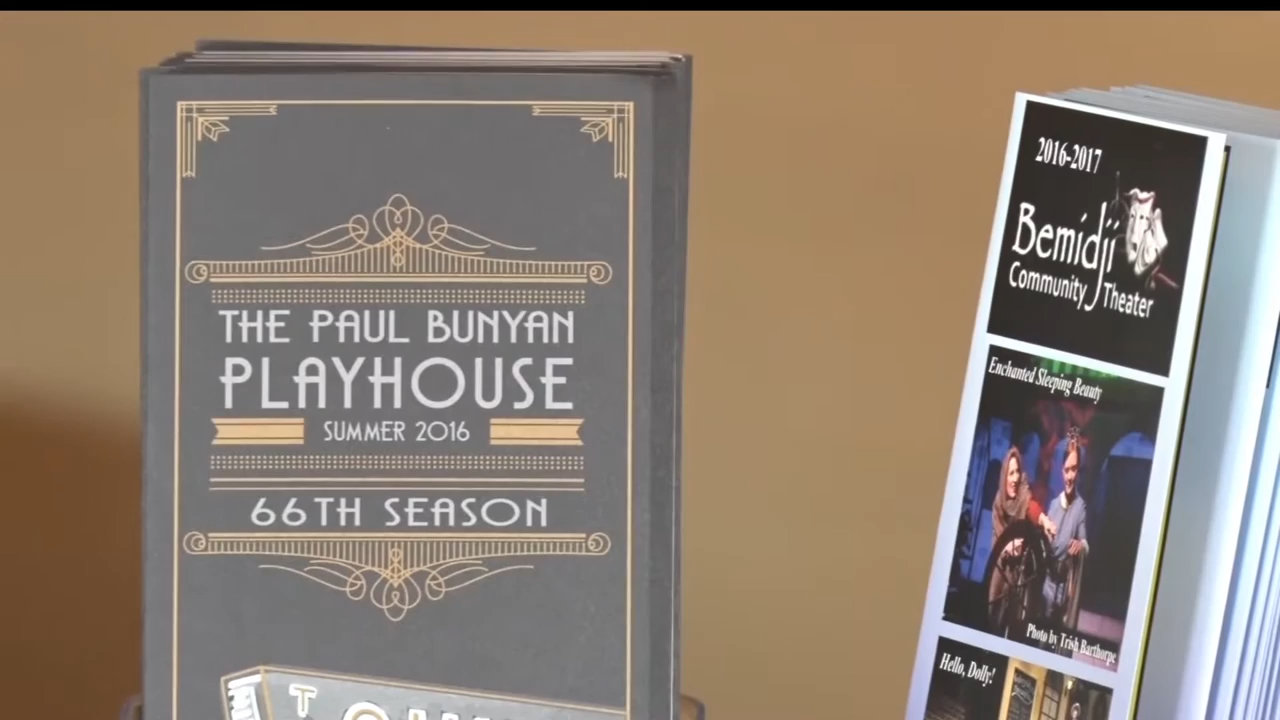 THE PAUL BUNYAN
PLAYHOUSE
SUMMER 2016
66TH SEASON
2016-2017
Bemidji
Community Theater
Enchanted Sleeping Beauty
Photo by Trish Barthorpe
Hello, Dolly!